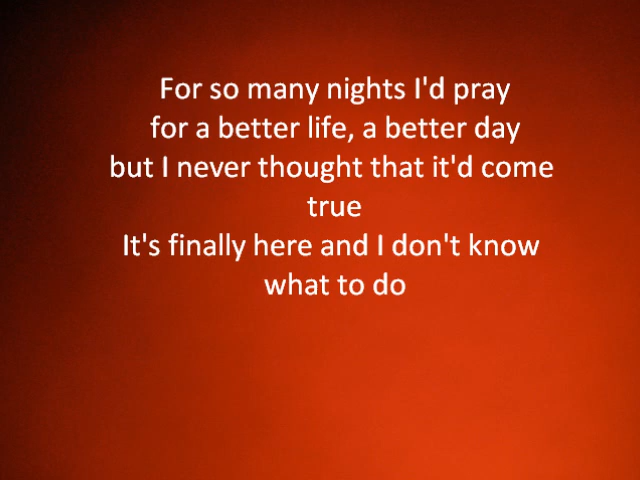 For so many nights I'd pray
for a better life, a better day
but I never thought that it'd come
true
It's finally here and I don't know
what to do